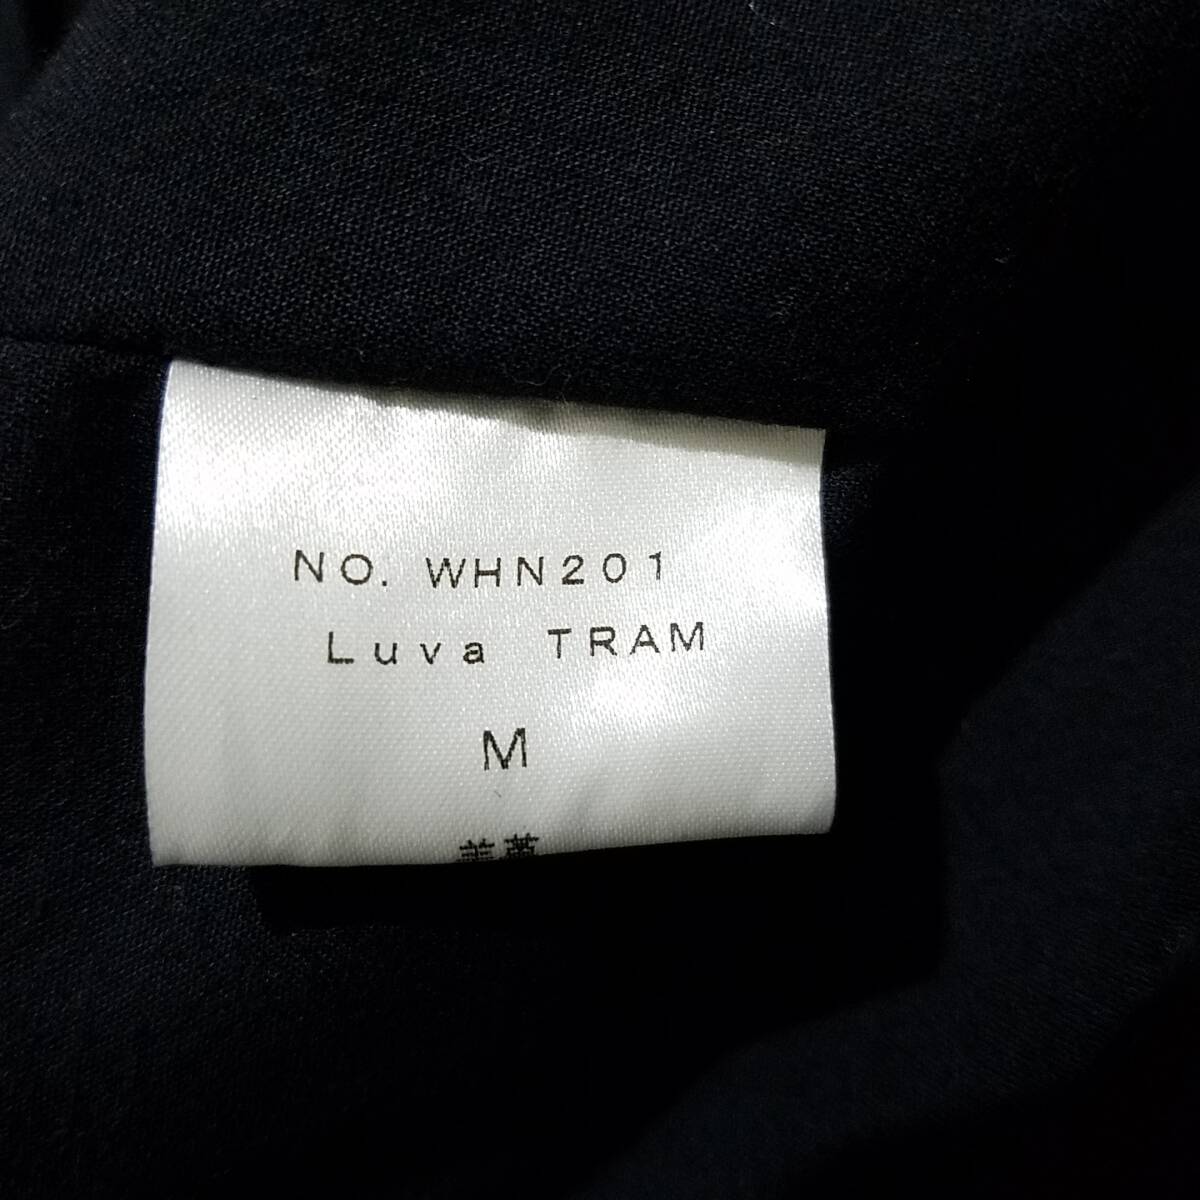 NO. WHN201
Luva TRAM
M